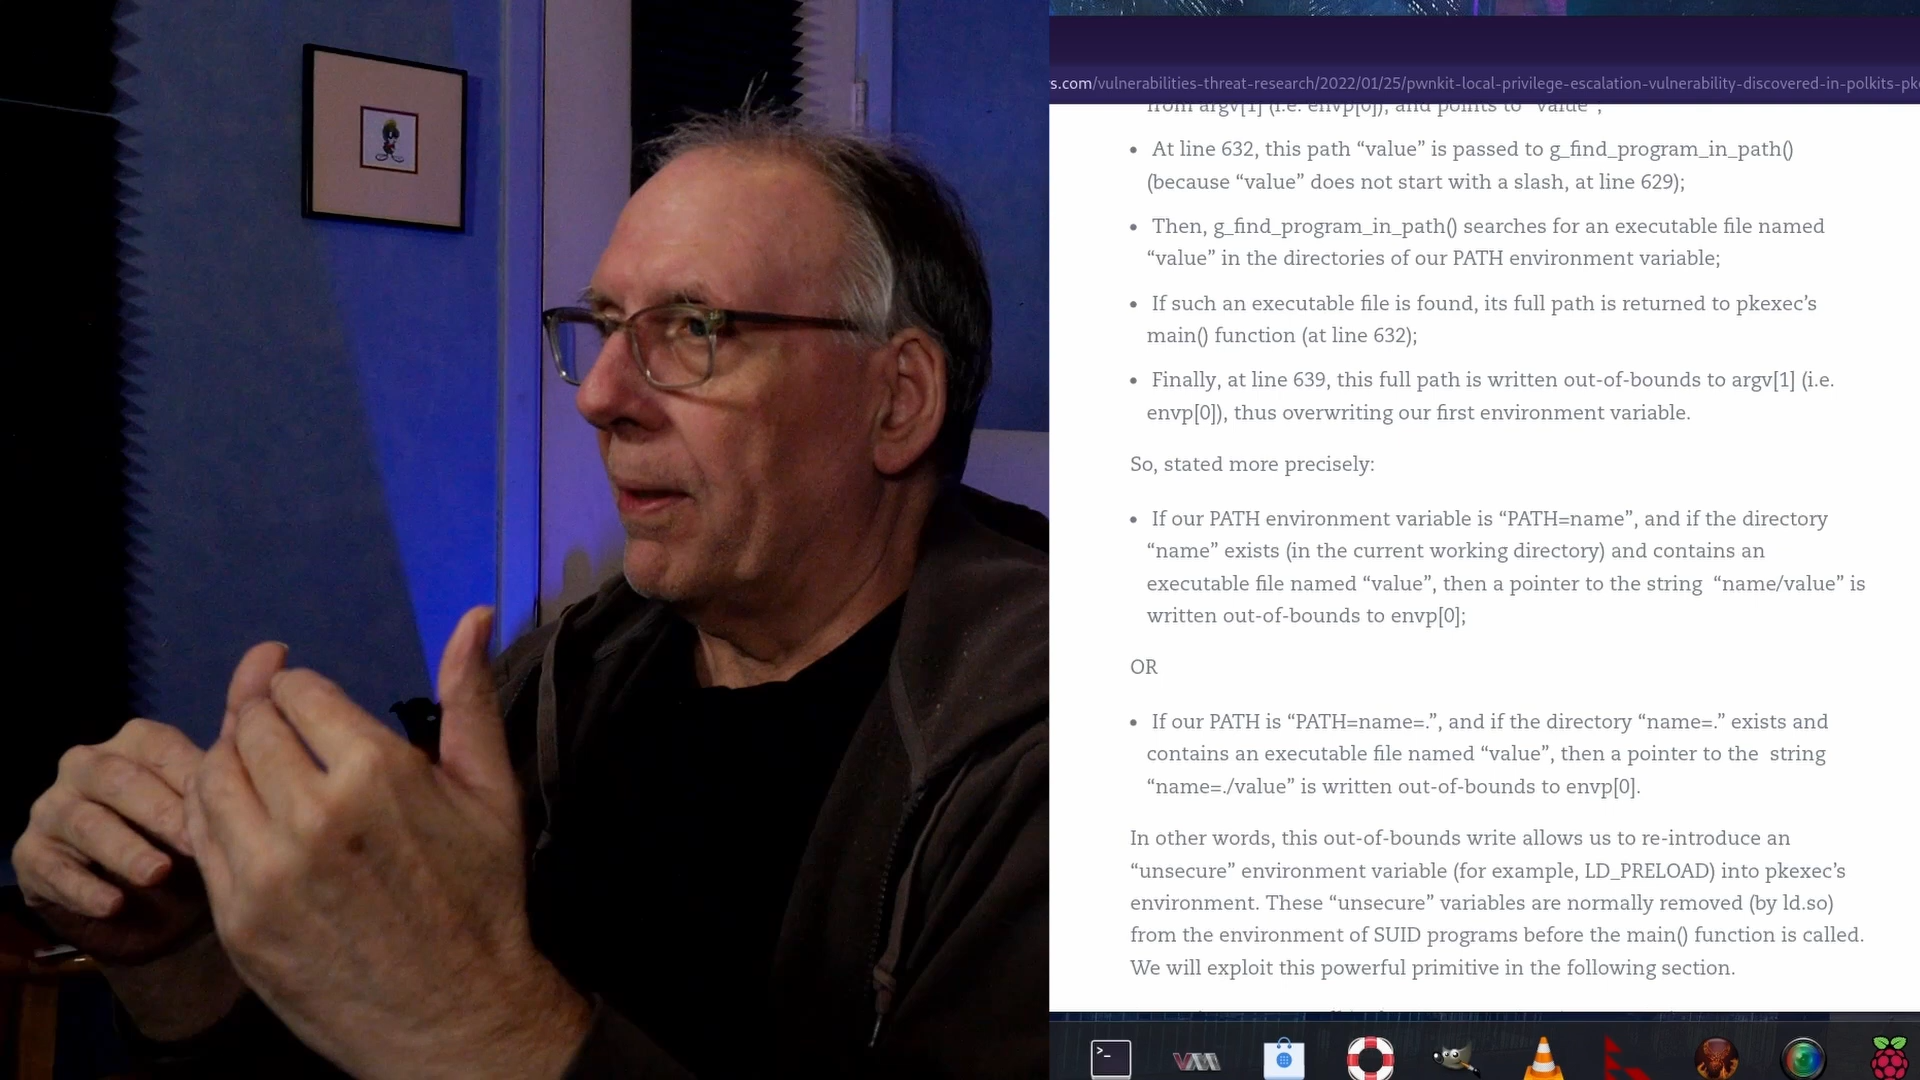 s.com/vulnerabilities-threat-research/2022/01/25/pwnkit-local-privilege-escalation-vulnerability-discovered-in-polkits-pk
from argv[1] (i.e. envp[0]), and points to “value”;
• At line 632, this path “value” is passed to g_find_program_in_path()
(because “value” does not start with a slash, at line 629);
• Then, g_find_program_in_path() searches for an executable file named
“value” in the directories of our PATH environment variable;
• If such an executable file is found, its full path is returned to pkexec’s
main() function (at line 632);
• Finally, at line 639, this full path is written out-of-bounds to argv[1] (i.e.
envp[0]), thus overwriting our first environment variable.
So, stated more precisely:
• If our PATH environment variable is “PATH=name”, and if the directory
“name” exists (in the current working directory) and contains an
executable file named “value”, then a pointer to the string “name/value” is
written out-of-bounds to envp[0];
OR
• If our PATH is “PATH=name=.”, and if the directory “name=.” exists and
contains an executable file named “value”, then a pointer to the string
“name=./value” is written out-of-bounds to envp[0].
In other words, this out-of-bounds write allows us to re-introduce an
“unsecure” environment variable (for example, LD_PRELOAD) into pkexec’s
environment. These “unsecure” variables are normally removed (by ld.so)
from the environment of SUID programs before the main() function is called.
We will exploit this powerful primitive in the following section.
>_ VM